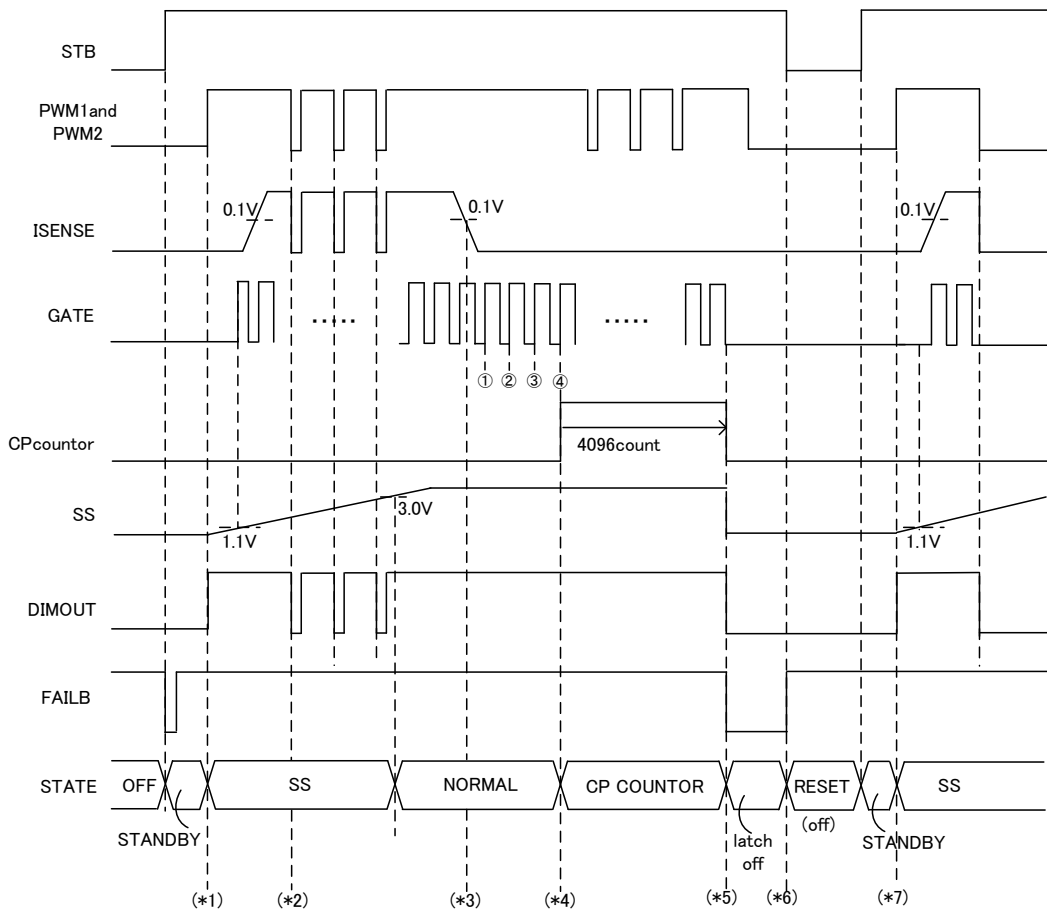 STB
PWM1and
PWM2
0.1V
0.1V
0.1V
ISENSE
GATE
.....
.....
① ② ③ ④
CPcountor
4096count
SS
3.0V
1.1V
1.1V
DIMOUT
FAILB
STATE
OFF
SS
NORMAL
CP COUNTOR
RESET
SS
STANDBY
latch
off
(off)
STANDBY
(*1)
(*2)
(*3)
(*4)
(*5)
(*6)
(*7)